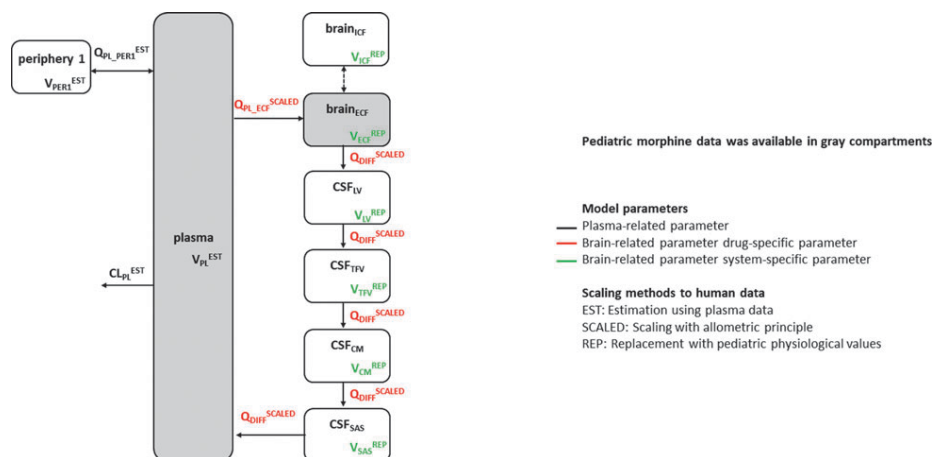 periphery 1
V_PER1^EST
Q_PL_PER1^EST
plasma
V_PL^EST
CL_PL^EST
brain_ICF
V_ICF^REP
Q_PL_ECF^SCALED
brain_ECF
V_ECF^REP
Q_DIFF^SCALED
CSF_LV
V_LV^REP
Q_DIFF^SCALED
CSF_TFV
V_TFV^REP
Q_DIFF^SCALED
CSF_CM
V_CM^REP
Q_DIFF^SCALED
Q_DIFF^SCALED
CSF_SAS
V_SAS^REP
Pediatric morphine data was available in gray compartments
Model parameters
Plasma-related parameter
Brain-related parameter drug-specific parameter
Brain-related parameter system-specific parameter
Scaling methods to human data
EST: Estimation using plasma data
SCALED: Scaling with allometric principle
REP: Replacement with pediatric physiological values